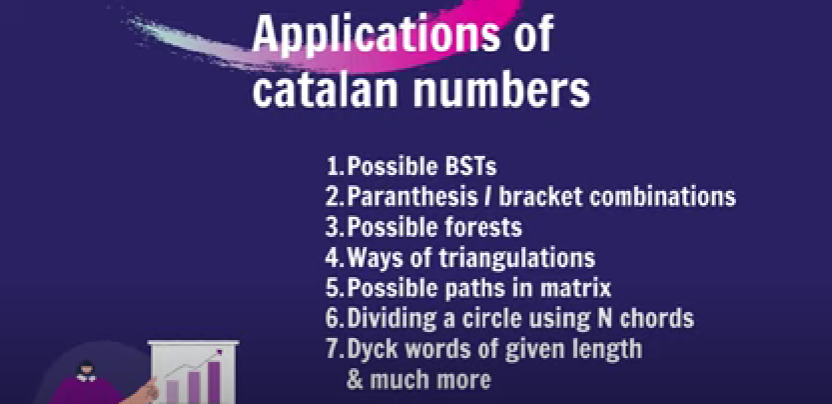 Applications of
catalan numbers
1.Possible BSTs
2.Paranthesis / bracket combinations
3.Possible forests
4.Ways of triangulations
5.Possible paths in matrix
6.Dividing a circle using N chords
7.Dyck words of given length
& much more